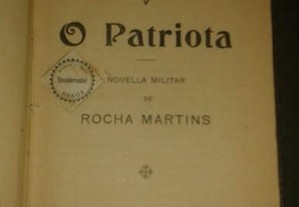 O Patriota
NOVELLA MILITAR
DE
ROCHA MARTINS